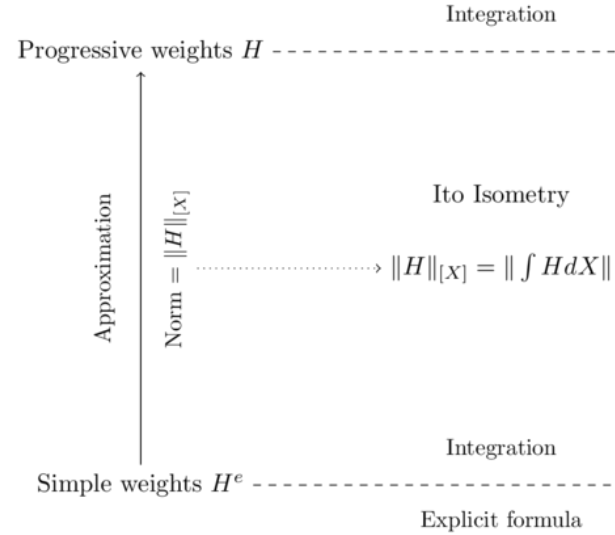 Integration
Progressive weights H
Approximation
Norm = ‖H‖[X]
Ito Isometry
‖H‖[X] = ‖ ∫ HdX‖
Integration
Simple weights Hᵉ
Explicit formula